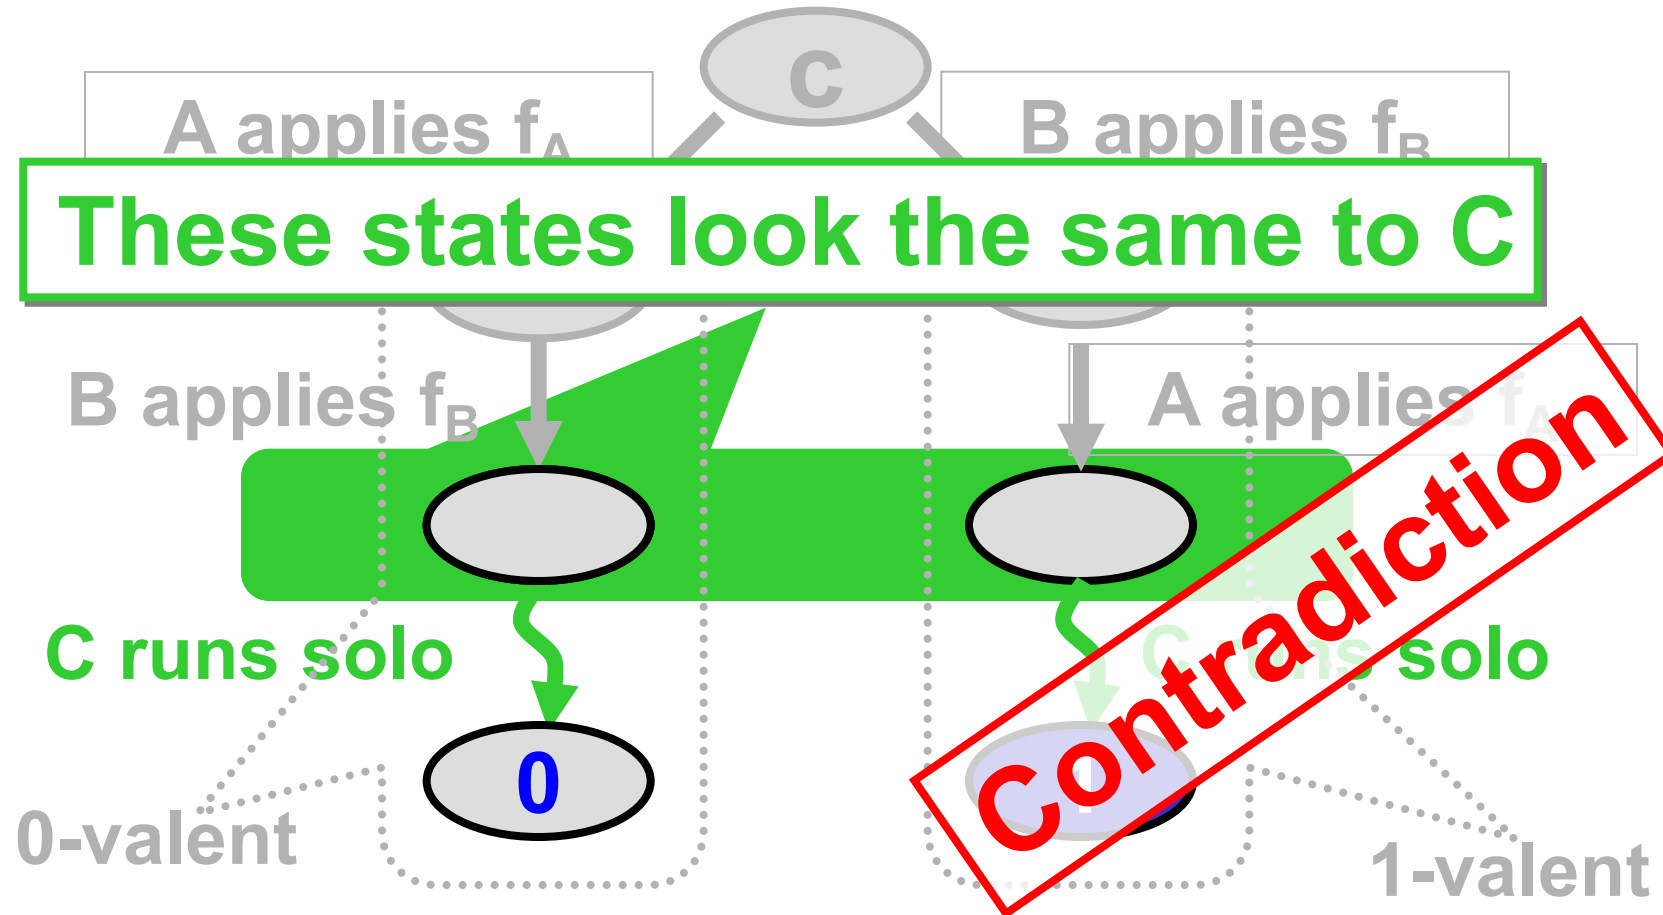 c
A applies fA
B applies fB
These states look the same to C
B applies fB
A applies fA
C runs solo
C runs solo
Contradiction
0
0-valent
1-valent